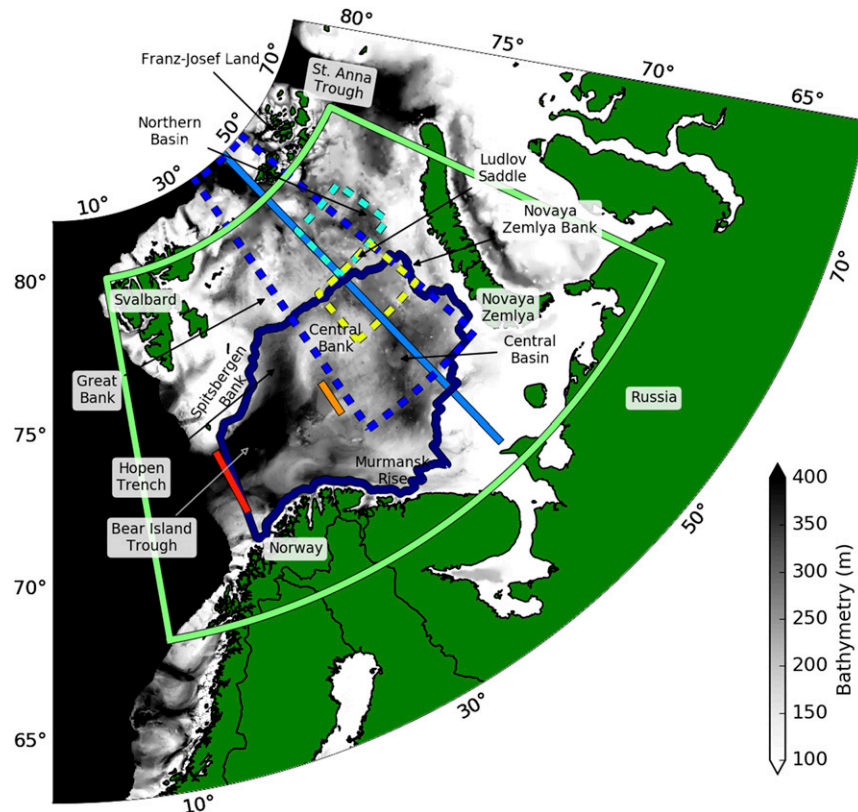 80°
75°
70°
65°
Franz-Josef Land
70°
St. Anna
Trough
Northern
Basin
50°
30°
10°
Ludlov
Saddle
Novaya
Zemlya Bank
80°
70°
Svalbard
Novaya
Zemlya
Central
Bank
Central
Basin
Great
Bank
Spitsbergen
Bank
Russia
75°
Hopen
Trench
Murmansk
Rise
Bear Island
Trough
Norway
50°
70°
30°
65°
10°
400
350
300
250
200
150
100
Bathymetry (m)